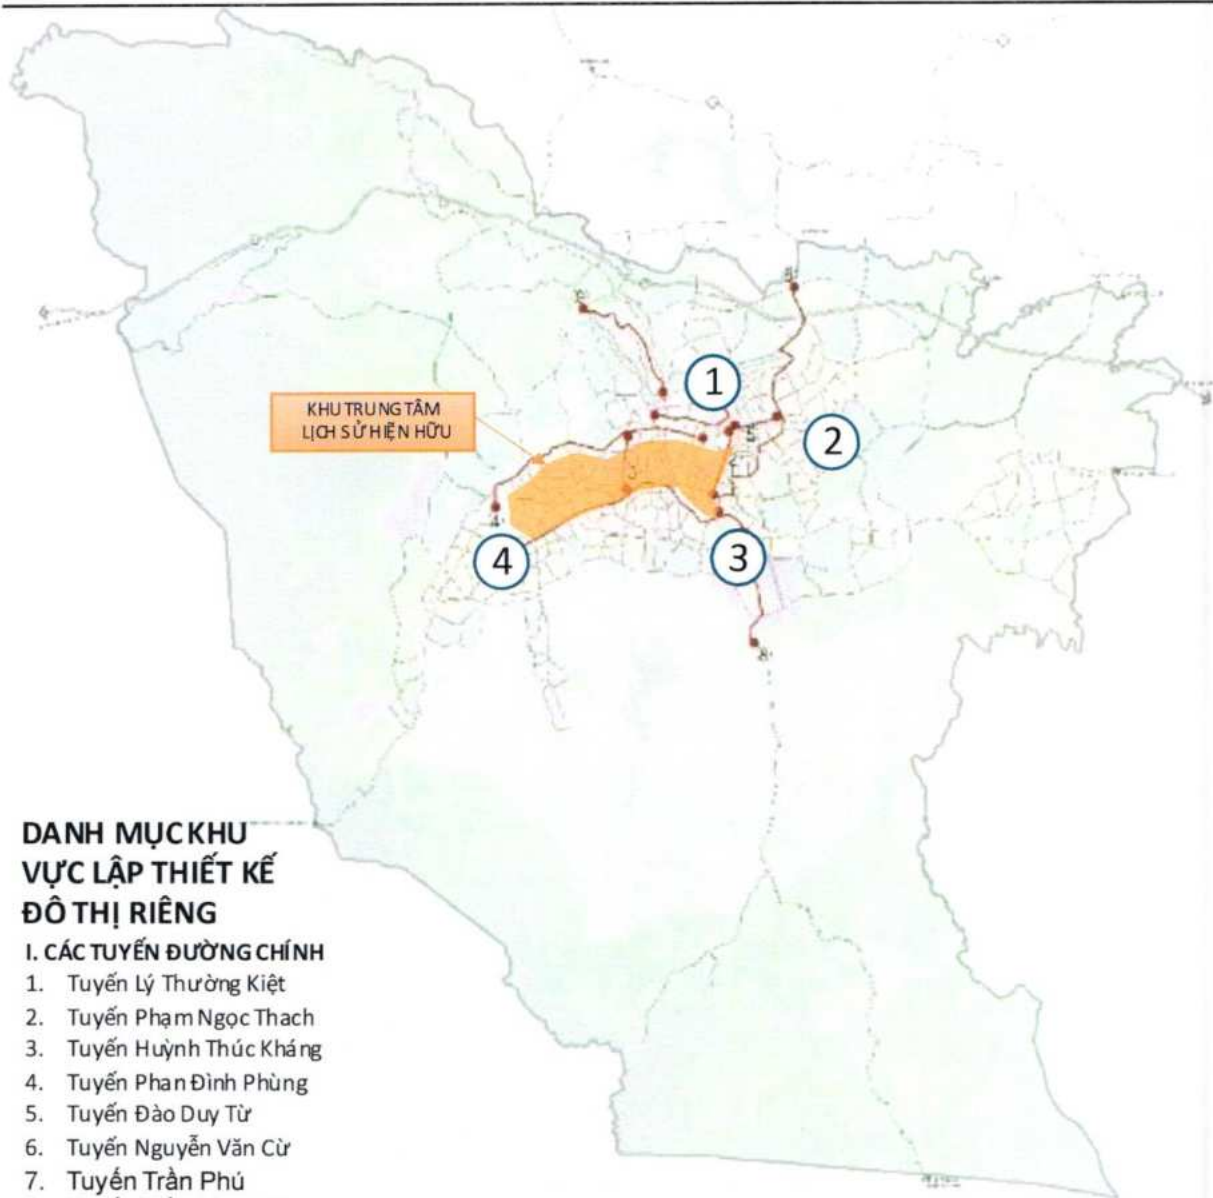 1
KHU TRUNG TÂM
LỊCH SỬ HIỆN HỮU
2
3
4
DANH MỤC KHU
VỰC LẬP THIẾT KẾ
ĐÔ THỊ RIÊNG
I. CÁC TUYẾN ĐƯỜNG CHÍNH
1. Tuyến Lý Thường Kiệt
2. Tuyến Phạm Ngọc Thach
3. Tuyến Huỳnh Thúc Kháng
4. Tuyến Phan Đình Phùng
5. Tuyến Đào Duy Từ
6. Tuyến Nguyễn Văn Cừ
7. Tuyến Trần Phú